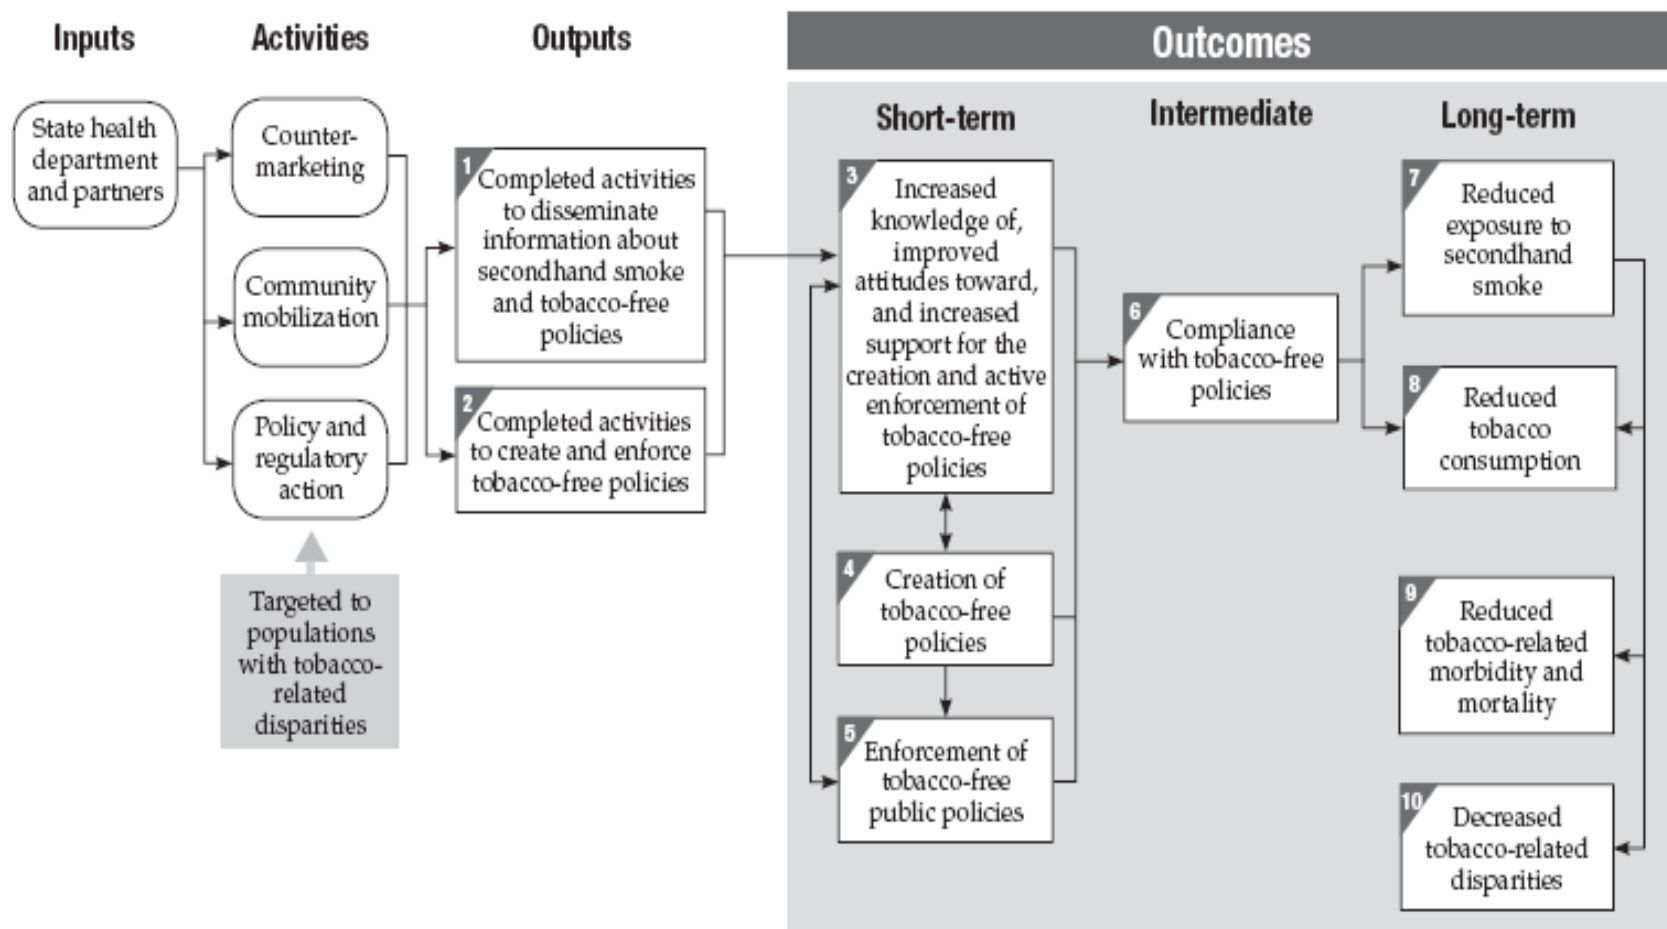 Inputs
Activities
Outputs
Outcomes
Short-term
Intermediate
Long-term
State health
department
and partners
Counter-
marketing
Community
mobilization
Policy and
regulatory
action
Targeted to
populations
with tobacco-
related
disparities
1
Completed activities
to disseminate
information about
secondhand smoke
and tobacco-free
policies
2
Completed activities
to create and enforce
tobacco-free policies
3
Increased
knowledge of,
improved
attitudes toward,
and increased
support for the
creation and active
enforcement of
tobacco-free
policies
4
Creation of
tobacco-free
policies
5
Enforcement of
tobacco-free
public policies
6
Compliance
with tobacco-free
policies
7
Reduced
exposure to
secondhand
smoke
8
Reduced
tobacco
consumption
9
Reduced
tobacco-related
morbidity and
mortality
10
Decreased
tobacco-related
disparities